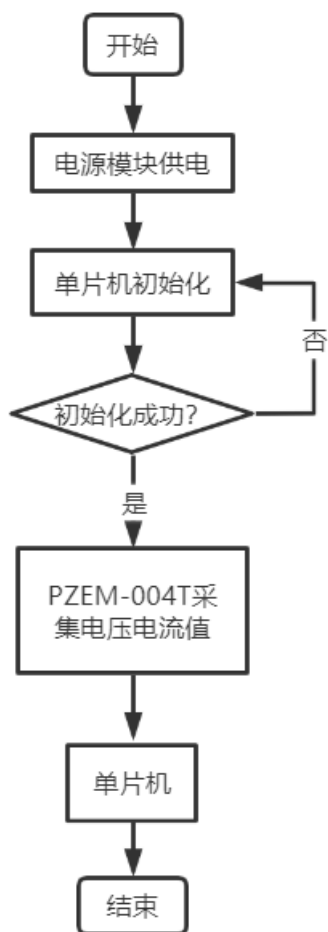 开始
电源模块供电
单片机初始化
否
初始化成功?
是
PZEM-004T采
集电压电流值
单片机
结束